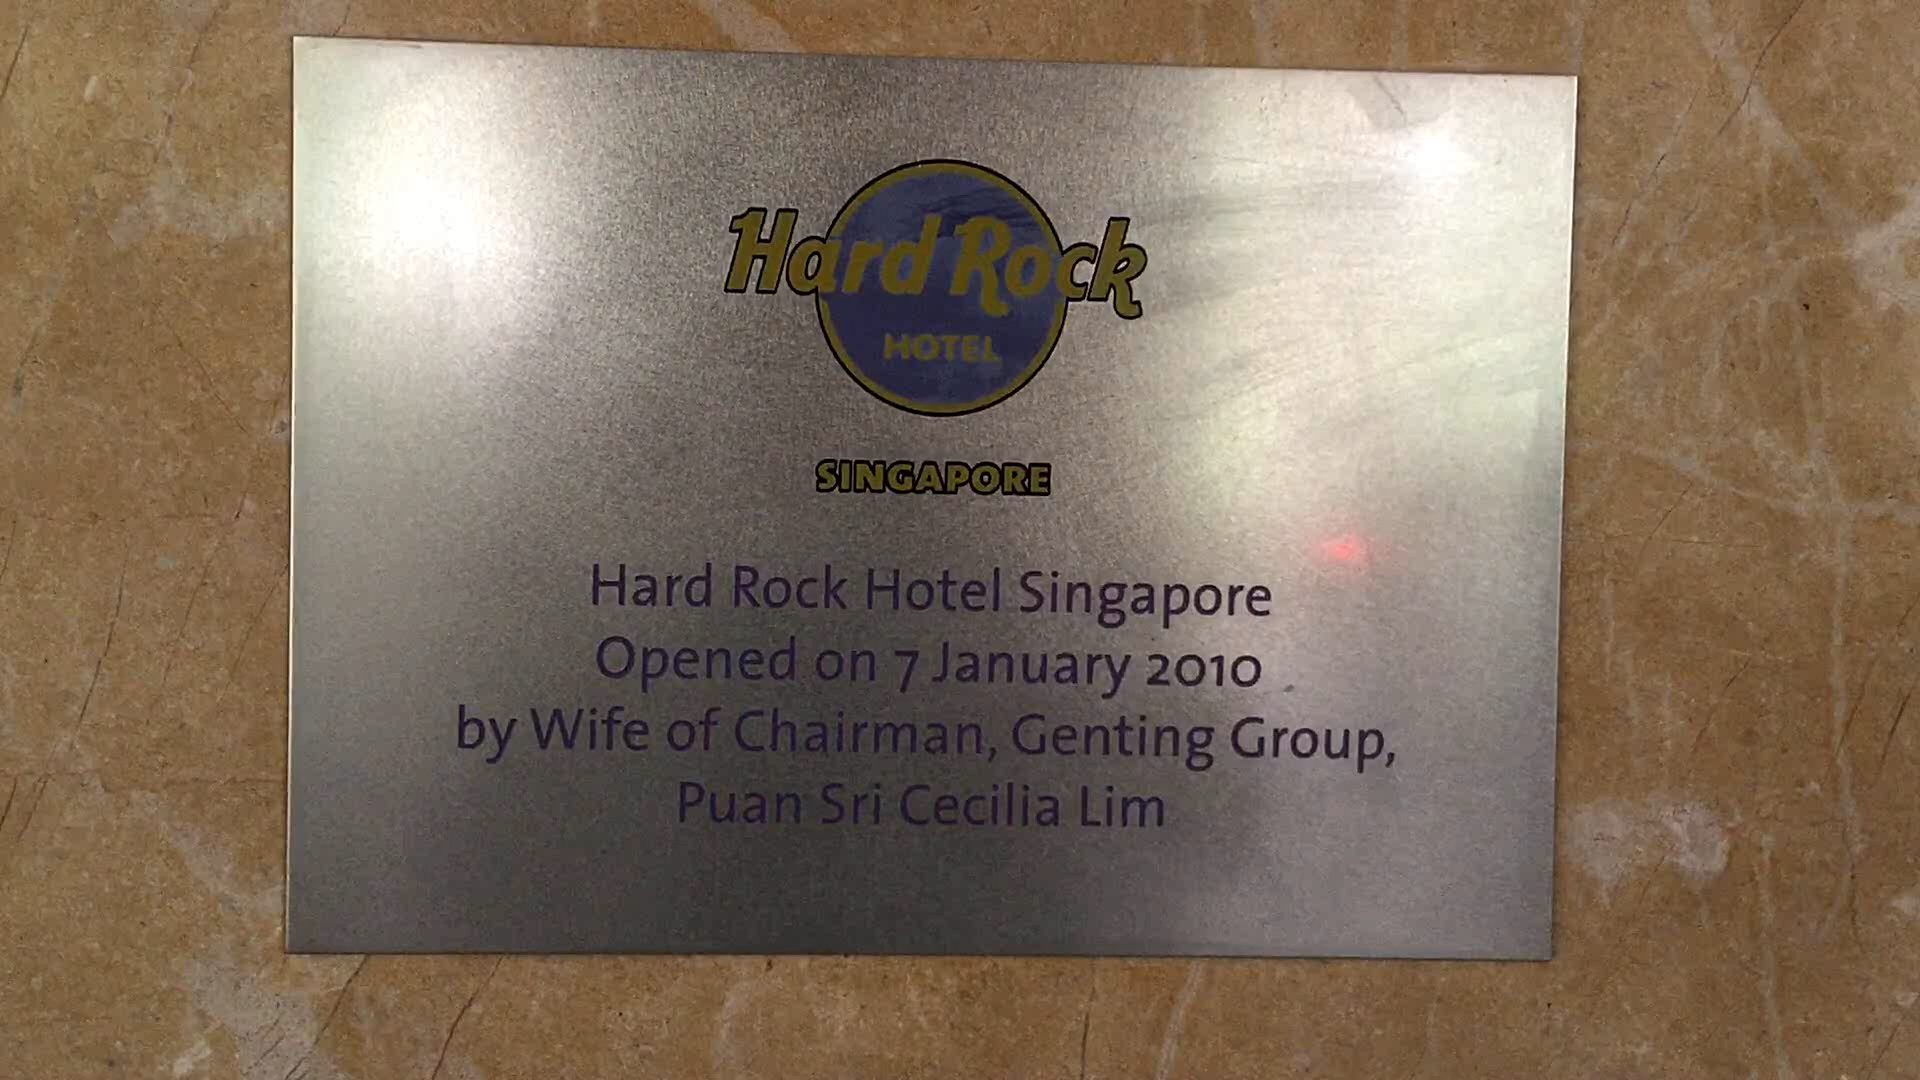 Hard Rock
HOTEL
SINGAPORE
Hard Rock Hotel Singapore
Opened on 7 January 2010
by Wife of Chairman, Genting Group,
Puan Sri Cecilia Lim